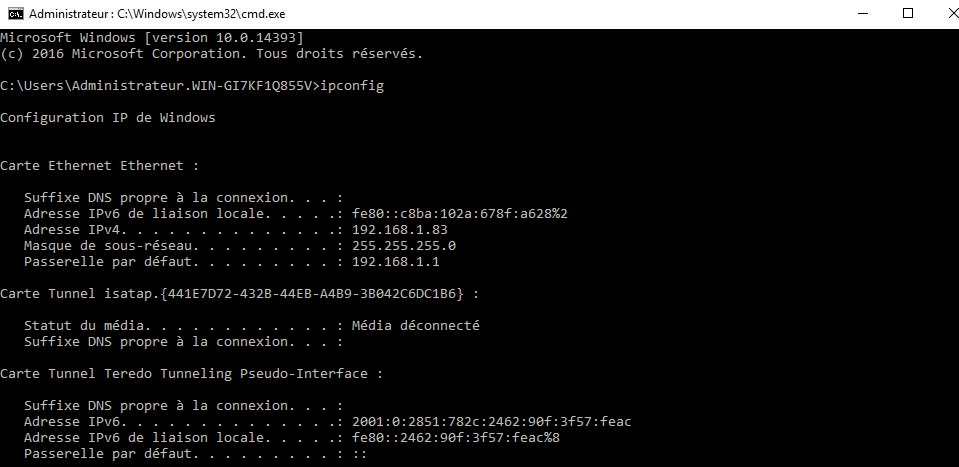 Administrateur : C:\Windows\system32\cmd.exe
Microsoft Windows [version 10.0.14393]
(c) 2016 Microsoft Corporation. Tous droits réservés.
C:\Users\Administrateur.WIN-GI7KF1Q855V>ipconfig
Configuration IP de Windows
Carte Ethernet Ethernet :
Suffixe DNS propre à la connexion. . . :
Adresse IPv6 de liaison locale. . . . .: fe80::c8ba:102a:678f:a628%2
Adresse IPv4. . . . . . . . . . . . . .: 192.168.1.83
Masque de sous-réseau. . . . . . . . . : 255.255.255.0
Passerelle par défaut. . . . . . . . . : 192.168.1.1
Carte Tunnel isatap.{441E7D72-432B-44EB-A4B9-3B042C6DC1B6} :
Statut du média. . . . . . . . . . . . : Média déconnecté
Suffixe DNS propre à la connexion. . . :
Carte Tunnel Teredo Tunneling Pseudo-Interface :
Suffixe DNS propre à la connexion. . . :
Adresse IPv6. . . . . . . . . . . . . .: 2001:0:2851:782c:2462:90f:3f57:feac
Adresse IPv6 de liaison locale. . . . .: fe80::2462:90f:3f57:feac%8
Passerelle par défaut. . . . . . . . . : ::